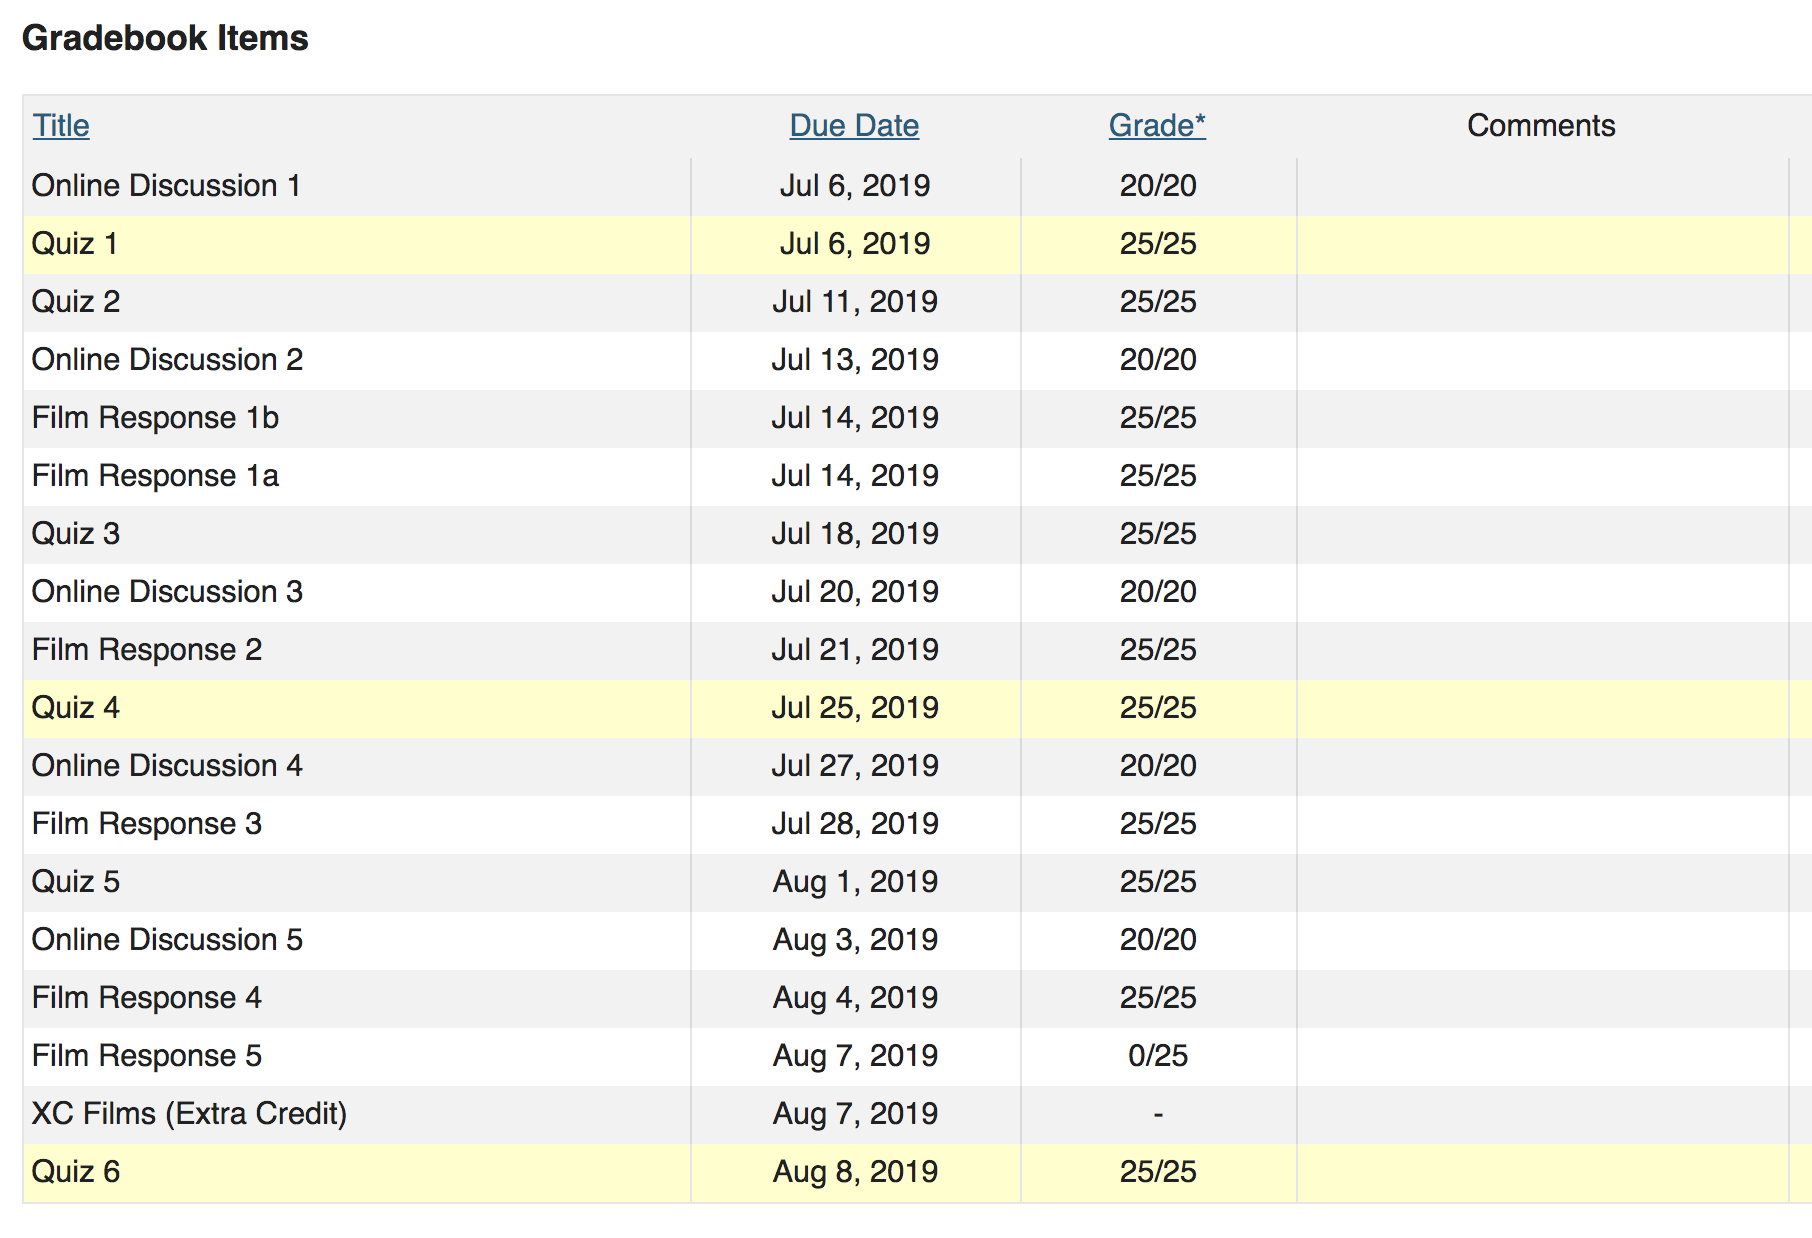 Gradebook Items
Title Due Date Grade* Comments
Online Discussion 1 Jul 6, 2019 20/20
Quiz 1 Jul 6, 2019 25/25
Quiz 2 Jul 11, 2019 25/25
Online Discussion 2 Jul 13, 2019 20/20
Film Response 1b Jul 14, 2019 25/25
Film Response 1a Jul 14, 2019 25/25
Quiz 3 Jul 18, 2019 25/25
Online Discussion 3 Jul 20, 2019 20/20
Film Response 2 Jul 21, 2019 25/25
Quiz 4 Jul 25, 2019 25/25
Online Discussion 4 Jul 27, 2019 20/20
Film Response 3 Jul 28, 2019 25/25
Quiz 5 Aug 1, 2019 25/25
Online Discussion 5 Aug 3, 2019 20/20
Film Response 4 Aug 4, 2019 25/25
Film Response 5 Aug 7, 2019 0/25
XC Films (Extra Credit) Aug 7, 2019 -
Quiz 6 Aug 8, 2019 25/25